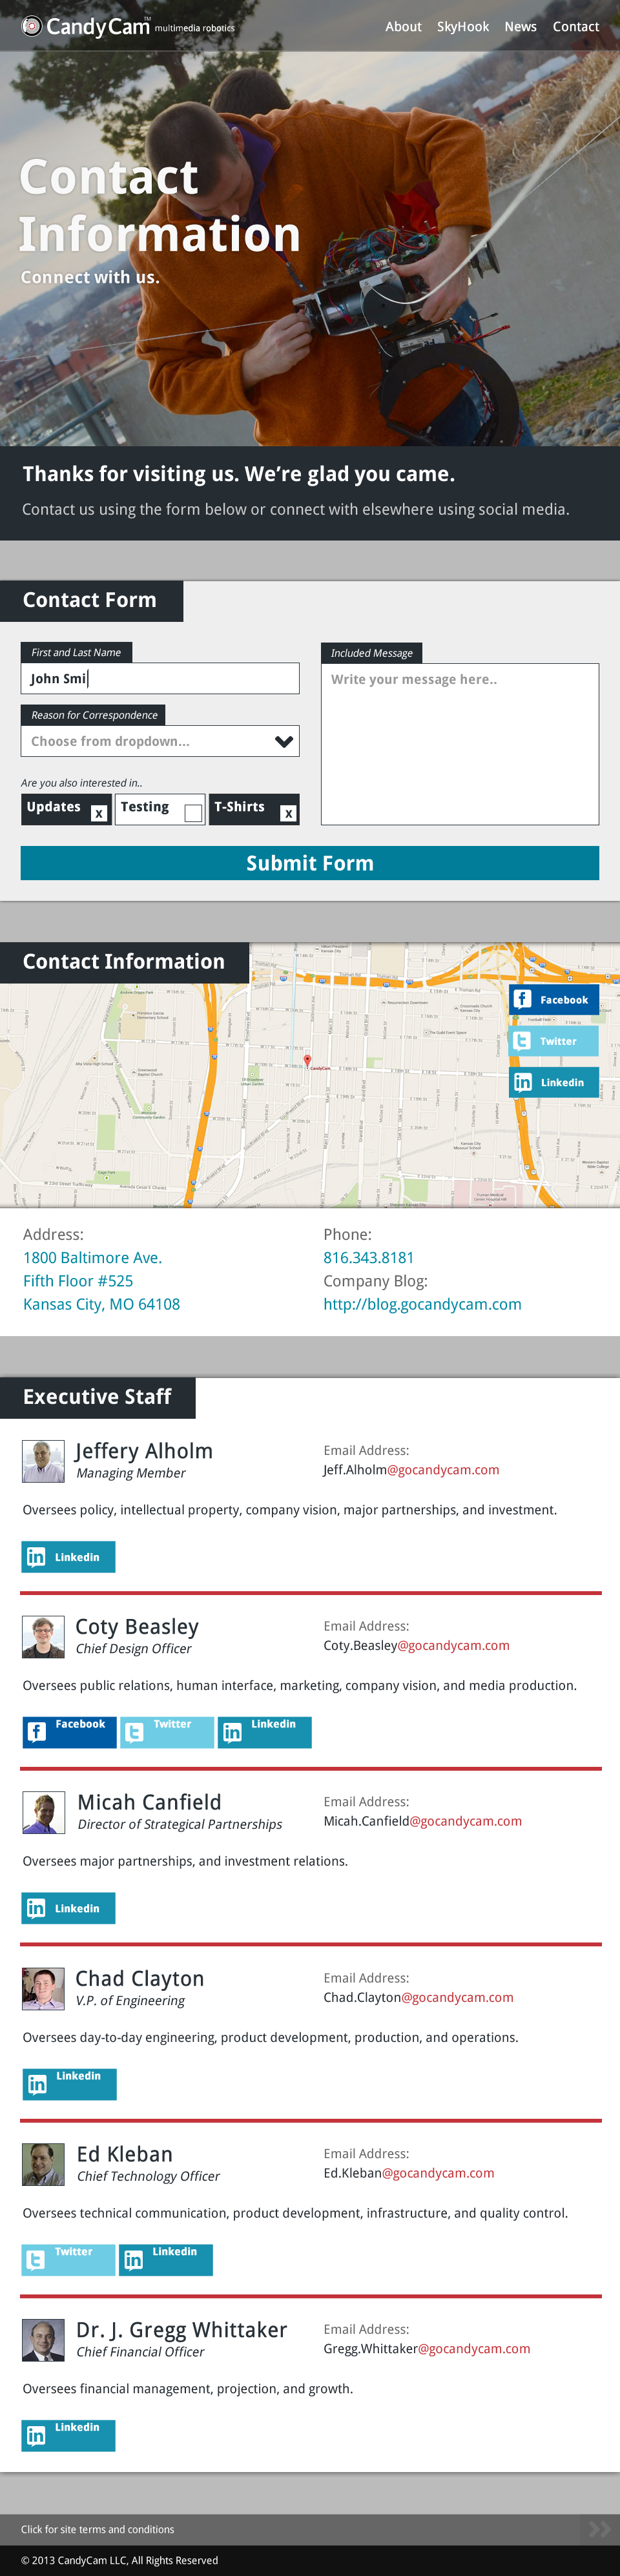 CandyCam™ multimedia robotics
About SkyHook News Contact
Contact
Information
Connect with us.
Thanks for visiting us. We're glad you came.
Contact us using the form below or connect with elsewhere using social media.
Contact Form
First and Last Name
John Smi
Reason for Correspondence
Choose from dropdown...
Are you also interested in..
Updates x
Testing
T-Shirts x
Included Message
Write your message here..
Submit Form
Contact Information
Facebook
Twitter
Linkedin
CandyCam
Address:
1800 Baltimore Ave.
Fifth Floor #525
Kansas City, MO 64108
Phone:
816.343.8181
Company Blog:
http://blog.gocandycam.com
Executive Staff
Jeffery Alholm
Managing Member
Email Address:
Jeff.Alholm@gocandycam.com
Oversees policy, intellectual property, company vision, major partnerships, and investment.
Linkedin
Coty Beasley
Chief Design Officer
Email Address:
Coty.Beasley@gocandycam.com
Oversees public relations, human interface, marketing, company vision, and media production.
Facebook Twitter Linkedin
Micah Canfield
Director of Strategical Partnerships
Email Address:
Micah.Canfield@gocandycam.com
Oversees major partnerships, and investment relations.
Linkedin
Chad Clayton
V.P. of Engineering
Email Address:
Chad.Clayton@gocandycam.com
Oversees day-to-day engineering, product development, production, and operations.
Linkedin
Ed Kleban
Chief Technology Officer
Email Address:
Ed.Kleban@gocandycam.com
Oversees technical communication, product development, infrastructure, and quality control.
Twitter Linkedin
Dr. J. Gregg Whittaker
Chief Financial Officer
Email Address:
Gregg.Whittaker@gocandycam.com
Oversees financial management, projection, and growth.
Linkedin
Click for site terms and conditions
© 2013 CandyCam LLC, All Rights Reserved